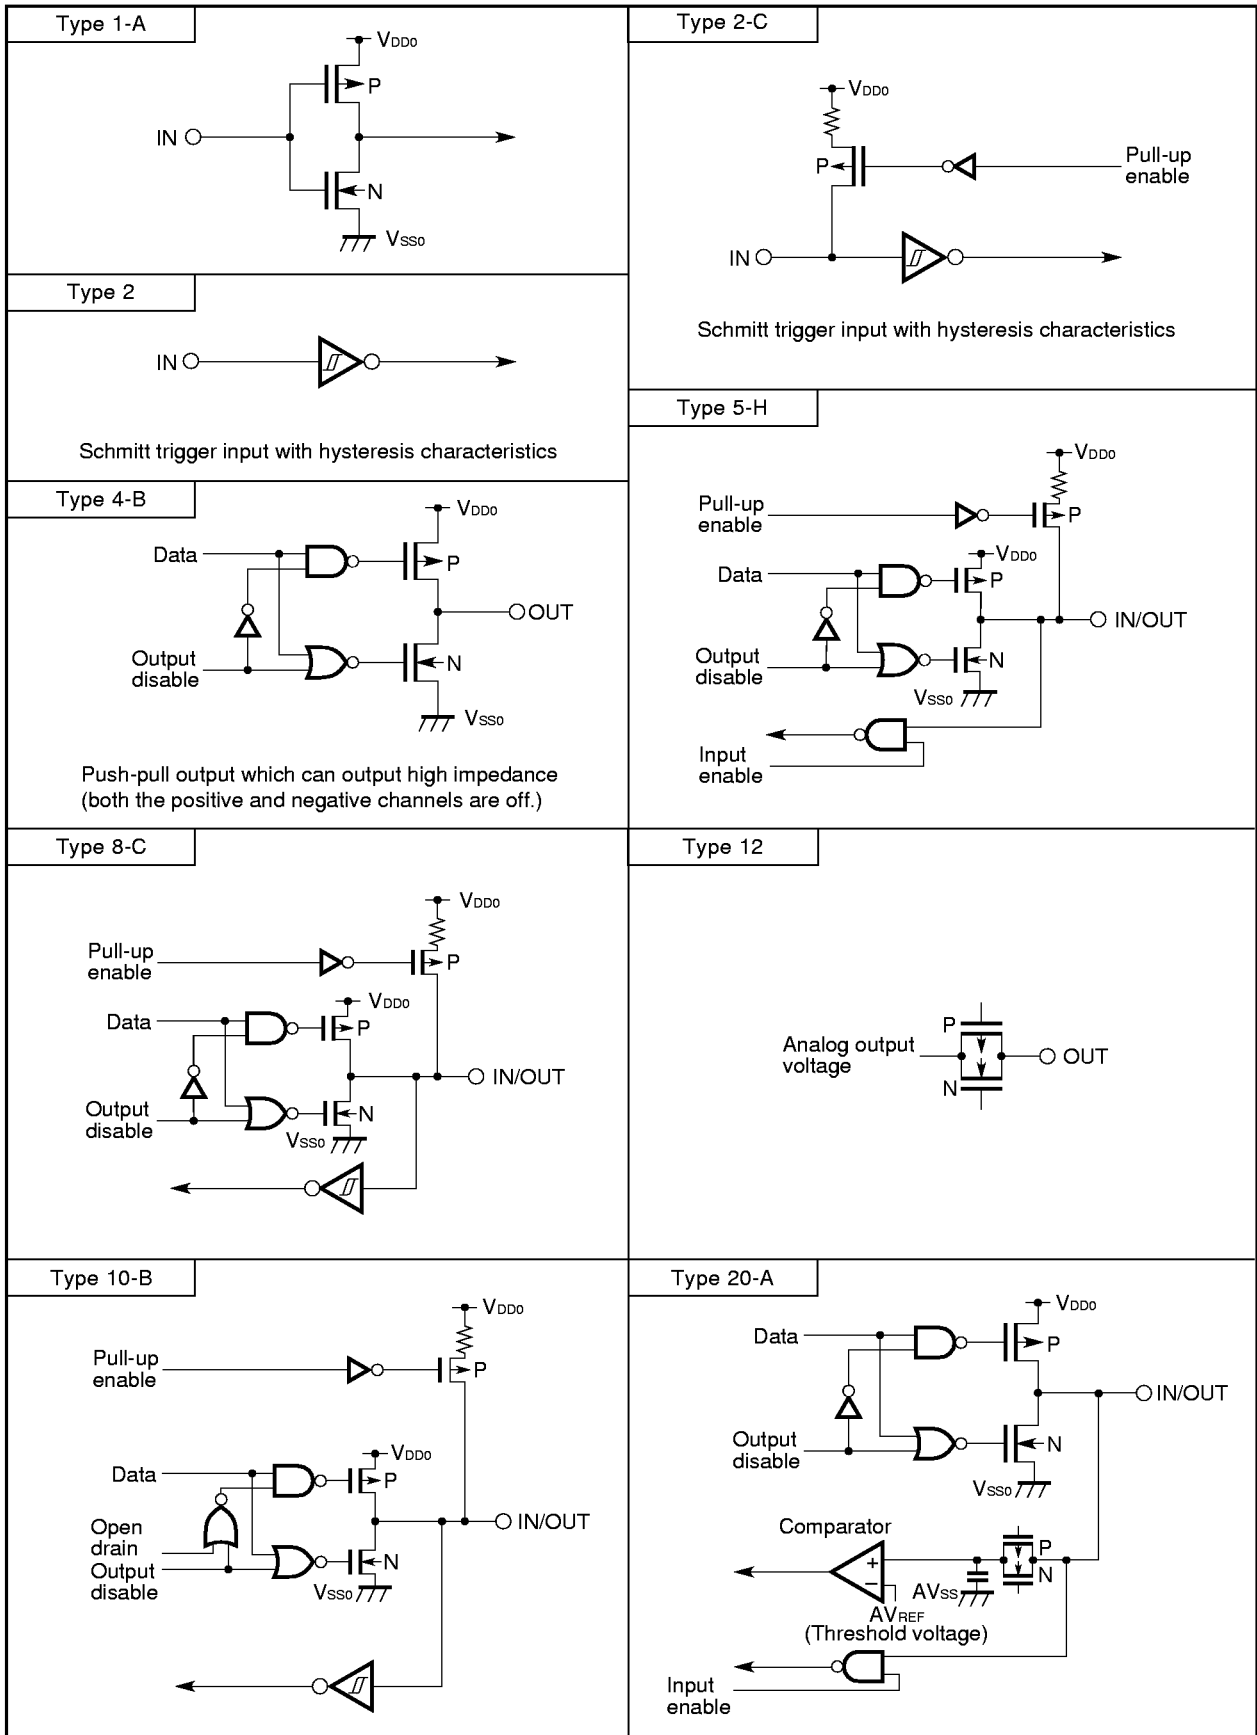 Type 1-A
VDD0
P
IN
N
VSS0
Type 2-C
VDD0
P
Pull-up
enable
IN
Schmitt trigger input with hysteresis characteristics
Type 2
IN
Schmitt trigger input with hysteresis characteristics
Type 5-H
VDD0
Pull-up
enable
P
VDD0
Data
P
IN/OUT
Output
disable
N
VSS0
Input
enable
Type 4-B
VDD0
Data
P
OUT
Output
disable
N
VSS0
Push-pull output which can output high impedance
(both the positive and negative channels are off.)
Type 8-C
VDD0
Pull-up
enable
P
VDD0
Data
P
IN/OUT
Output
disable
N
VSS0
Type 12
P
Analog output
voltage
OUT
N
Type 10-B
VDD0
Pull-up
enable
P
VDD0
Data
P
IN/OUT
Open
drain
Output
disable
N
VSS0
Type 20-A
VDD0
Data
P
IN/OUT
Output
disable
N
VSS0
Comparator
P
N
+
−
AVSS
AVREF
(Threshold voltage)
Input
enable